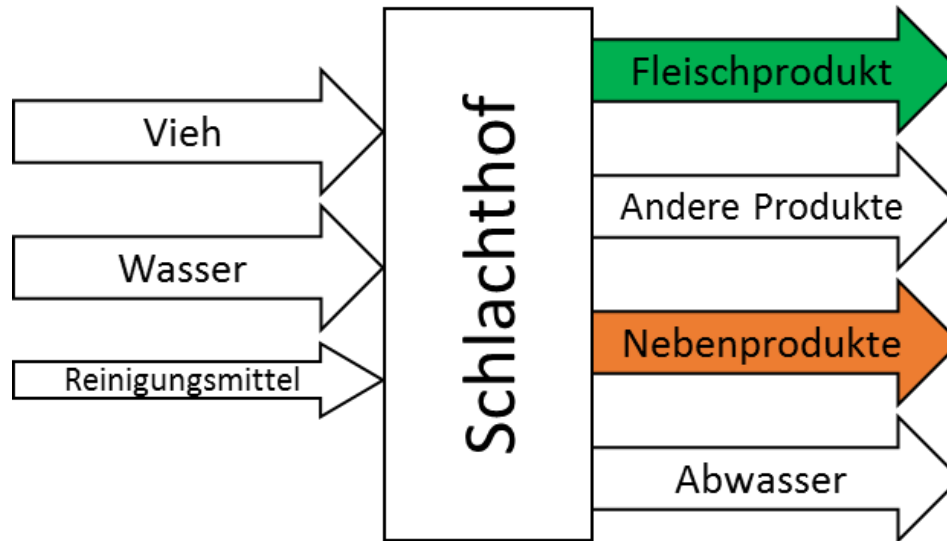 Vieh
Wasser
Reinigungsmittel
Schlachthof
Fleischprodukt
Andere Produkte
Nebenprodukte
Abwasser